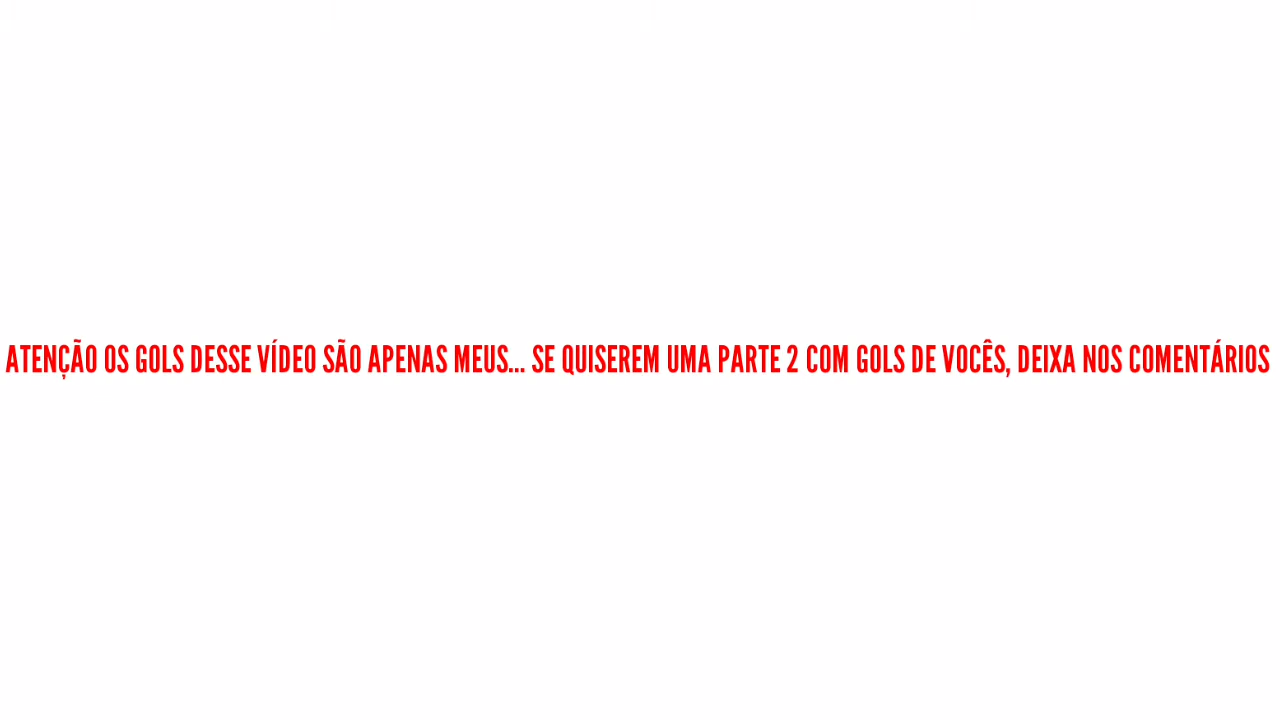 ATENÇÃO OS GOLS DESSE VÍDEO SÃO APENAS MEUS... SE QUISEREM UMA PARTE 2 COM GOLS DE VOCÊS, DEIXA NOS COMENTÁRIOS